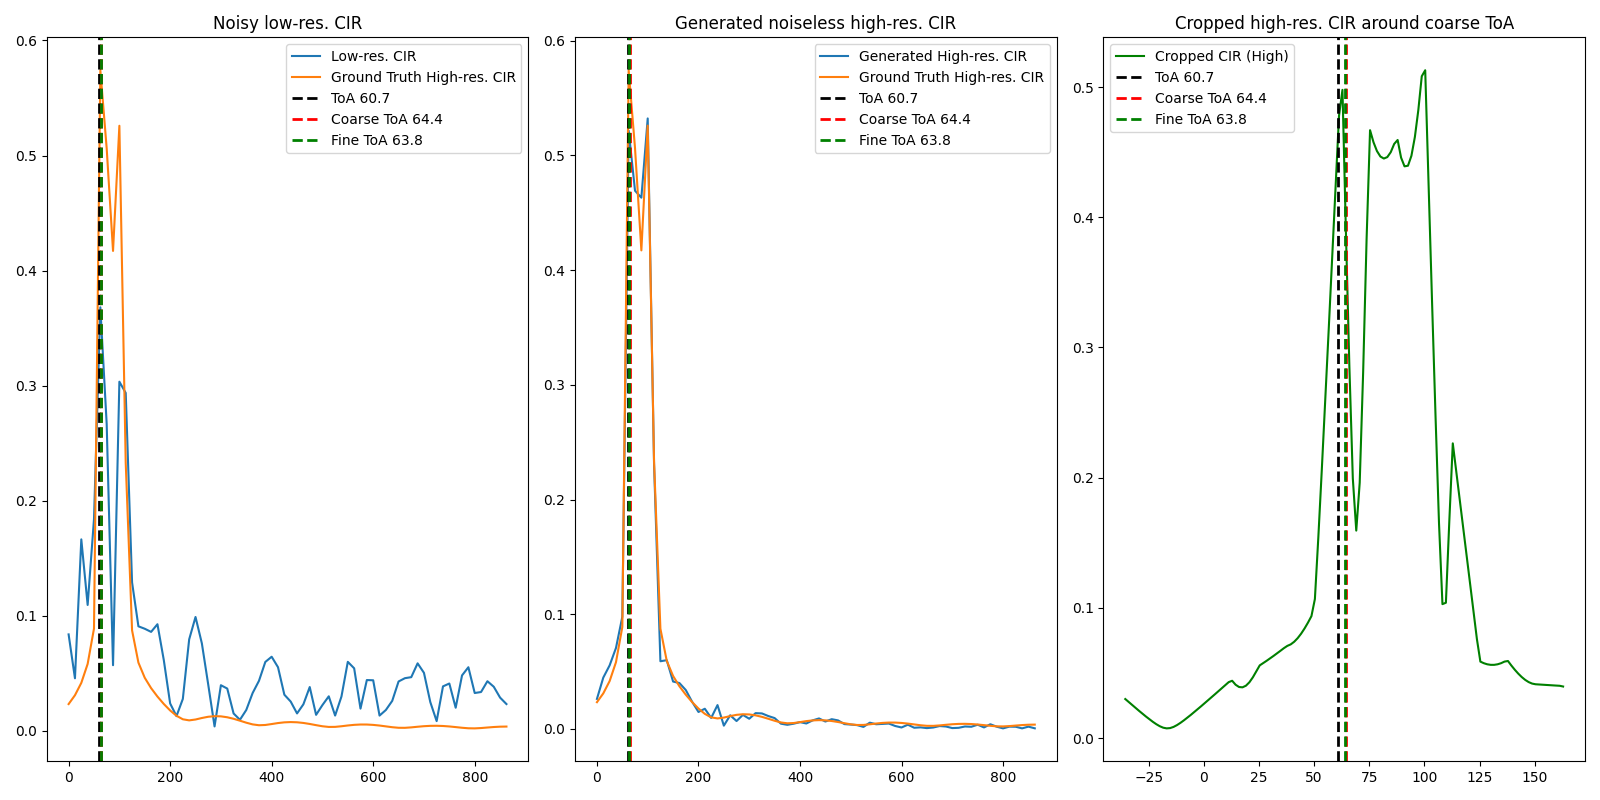 Noisy low-res. CIR
Low-res. CIR
Ground Truth High-res. CIR
ToA 60.7
Coarse ToA 64.4
Fine ToA 63.8
0.6
0.5
0.4
0.3
0.2
0.1
0.0
0
200
400
600
800
Generated noiseless high-res. CIR
Generated High-res. CIR
Ground Truth High-res. CIR
ToA 60.7
Coarse ToA 64.4
Fine ToA 63.8
0.6
0.5
0.4
0.3
0.2
0.1
0.0
0
200
400
600
800
Cropped high-res. CIR around coarse ToA
Cropped CIR (High)
ToA 60.7
Coarse ToA 64.4
Fine ToA 63.8
0.5
0.4
0.3
0.2
0.1
0.0
−25
0
25
50
75
100
125
150